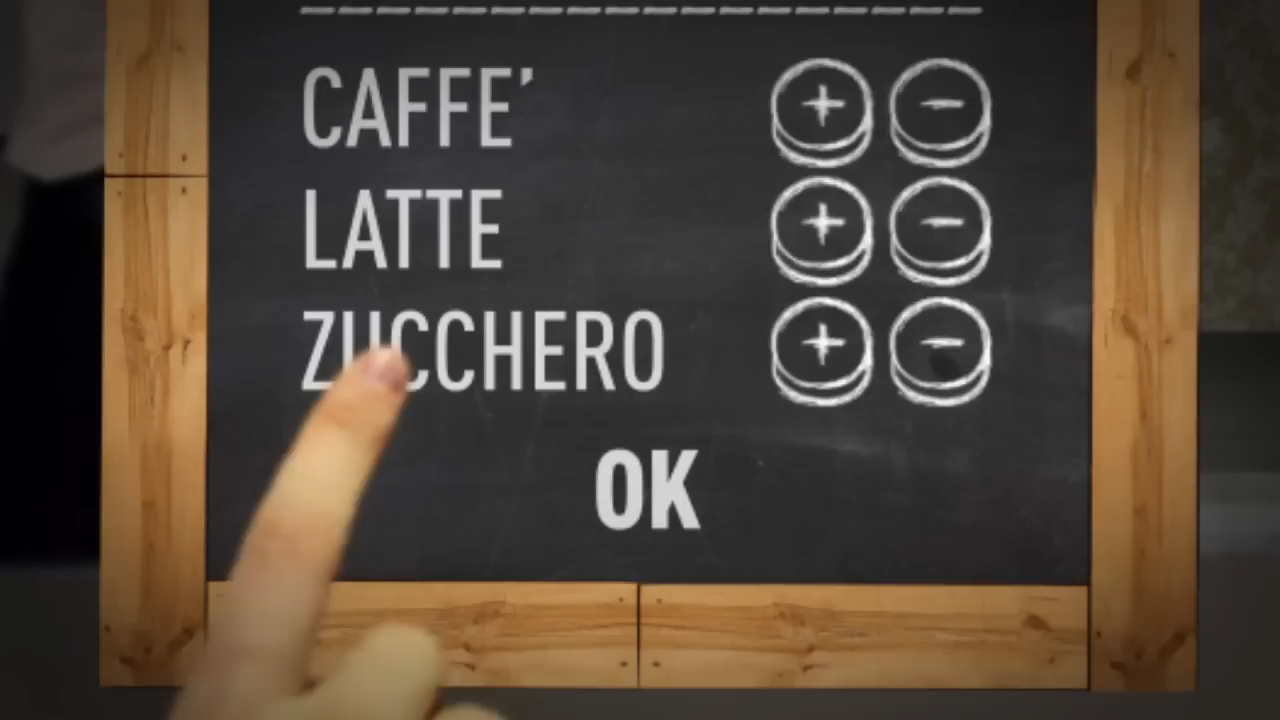 CAFFE’ + -
LATTE + -
ZUCCHERO + -
OK